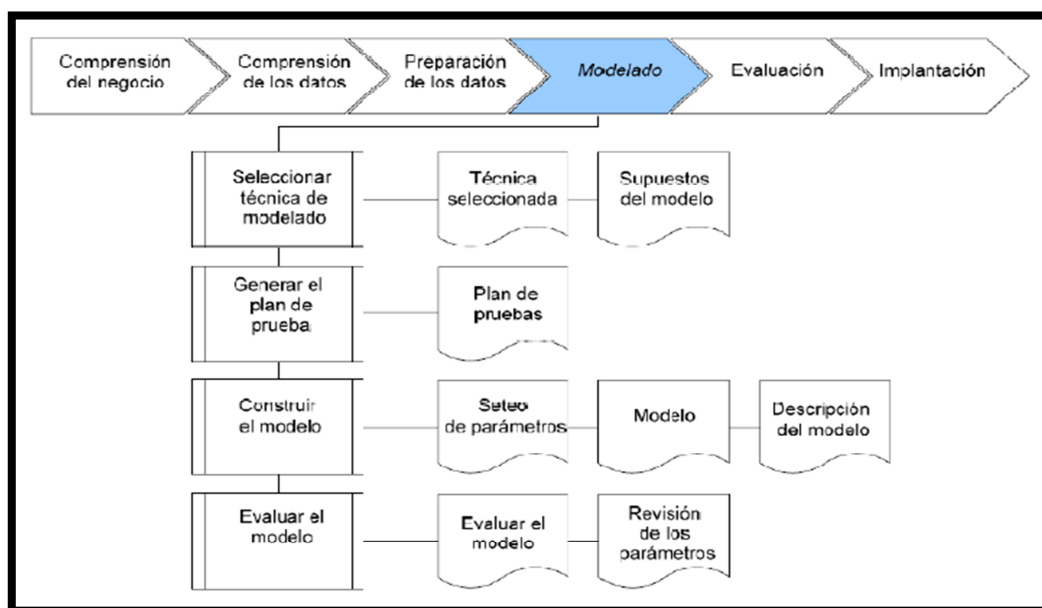 Comprensión
del negocio
Comprensión
de los datos
Preparación
de los datos
Modelado
Evaluación
Implantación
Seleccionar
técnica de
modelado
Técnica
seleccionada
Supuestos
del modelo
Generar el
plan de
prueba
Plan de
pruebas
Construir
el modelo
Seteo
de parámetros
Modelo
Descripción
del modelo
Evaluar el
modelo
Evaluar el
modelo
Revisión
de los
parámetros